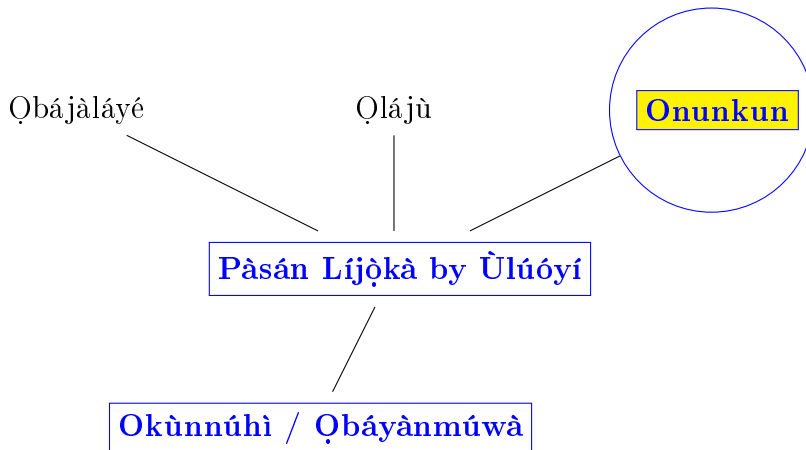 Ọbájàláyé
Ọlájù
Onunkun
Pàsán Líjọ̀kà by Ùlúóyí
Okùnnúhì / Ọbáyànmúwà